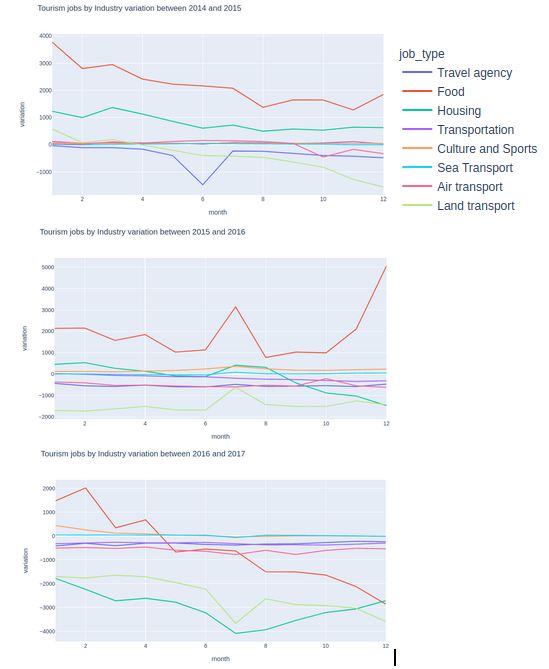 Tourism jobs by Industry variation between 2014 and 2015
4000
3000
2000
1000
0
−1000
variation
2 4 6 8 10 12
month
job_type
Travel agency
Food
Housing
Transportation
Culture and Sports
Sea Transport
Air transport
Land transport
Tourism jobs by Industry variation between 2015 and 2016
5000
4000
3000
2000
1000
0
−1000
−2000
variation
2 4 6 8 10 12
month
Tourism jobs by Industry variation between 2016 and 2017
2000
1000
0
−1000
−2000
−3000
−4000
variation
2 4 6 8 10 12
month